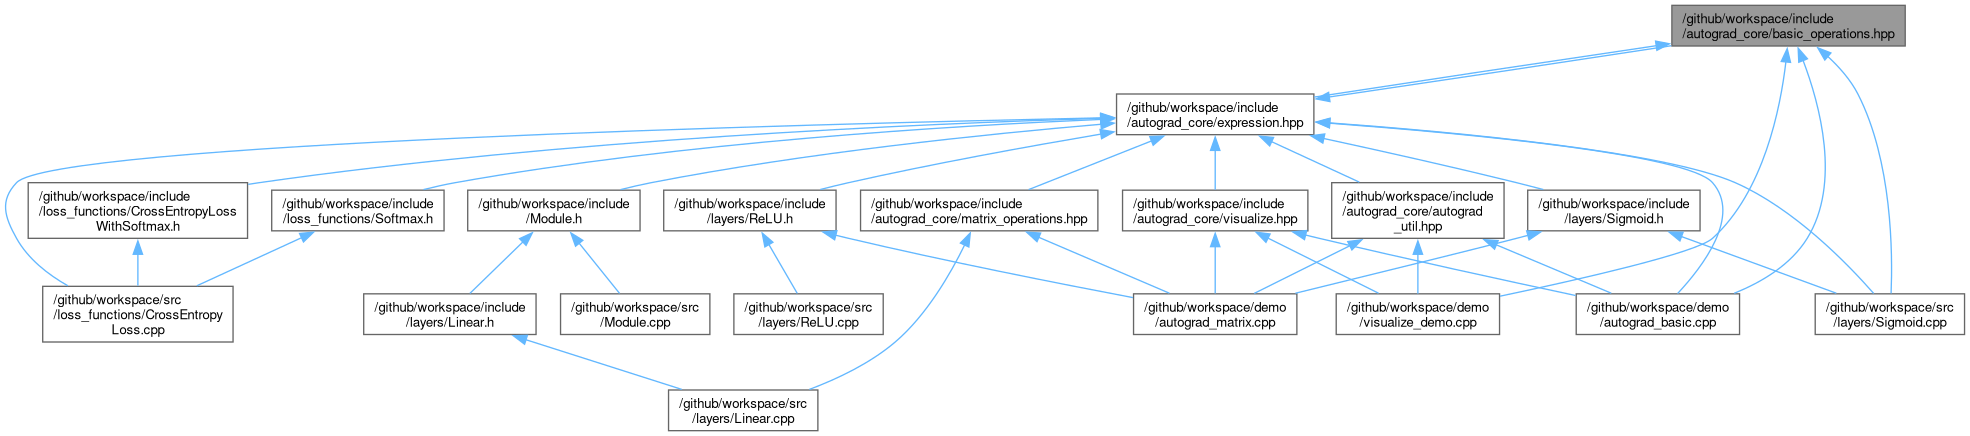 /github/workspace/include
/autograd_core/basic_operations.hpp
/github/workspace/include
/autograd_core/expression.hpp
/github/workspace/include
/loss_functions/CrossEntropyLoss
WithSoftmax.h
/github/workspace/include
/loss_functions/Softmax.h
/github/workspace/include
/Module.h
/github/workspace/include
/layers/ReLU.h
/github/workspace/include
/autograd_core/matrix_operations.hpp
/github/workspace/include
/autograd_core/visualize.hpp
/github/workspace/include
/autograd_core/autograd
_util.hpp
/github/workspace/include
/layers/Sigmoid.h
/github/workspace/src
/loss_functions/CrossEntropy
Loss.cpp
/github/workspace/include
/layers/Linear.h
/github/workspace/src
/Module.cpp
/github/workspace/src
/layers/ReLU.cpp
/github/workspace/demo
/autograd_matrix.cpp
/github/workspace/demo
/visualize_demo.cpp
/github/workspace/demo
/autograd_basic.cpp
/github/workspace/src
/layers/Sigmoid.cpp
/github/workspace/src
/layers/Linear.cpp